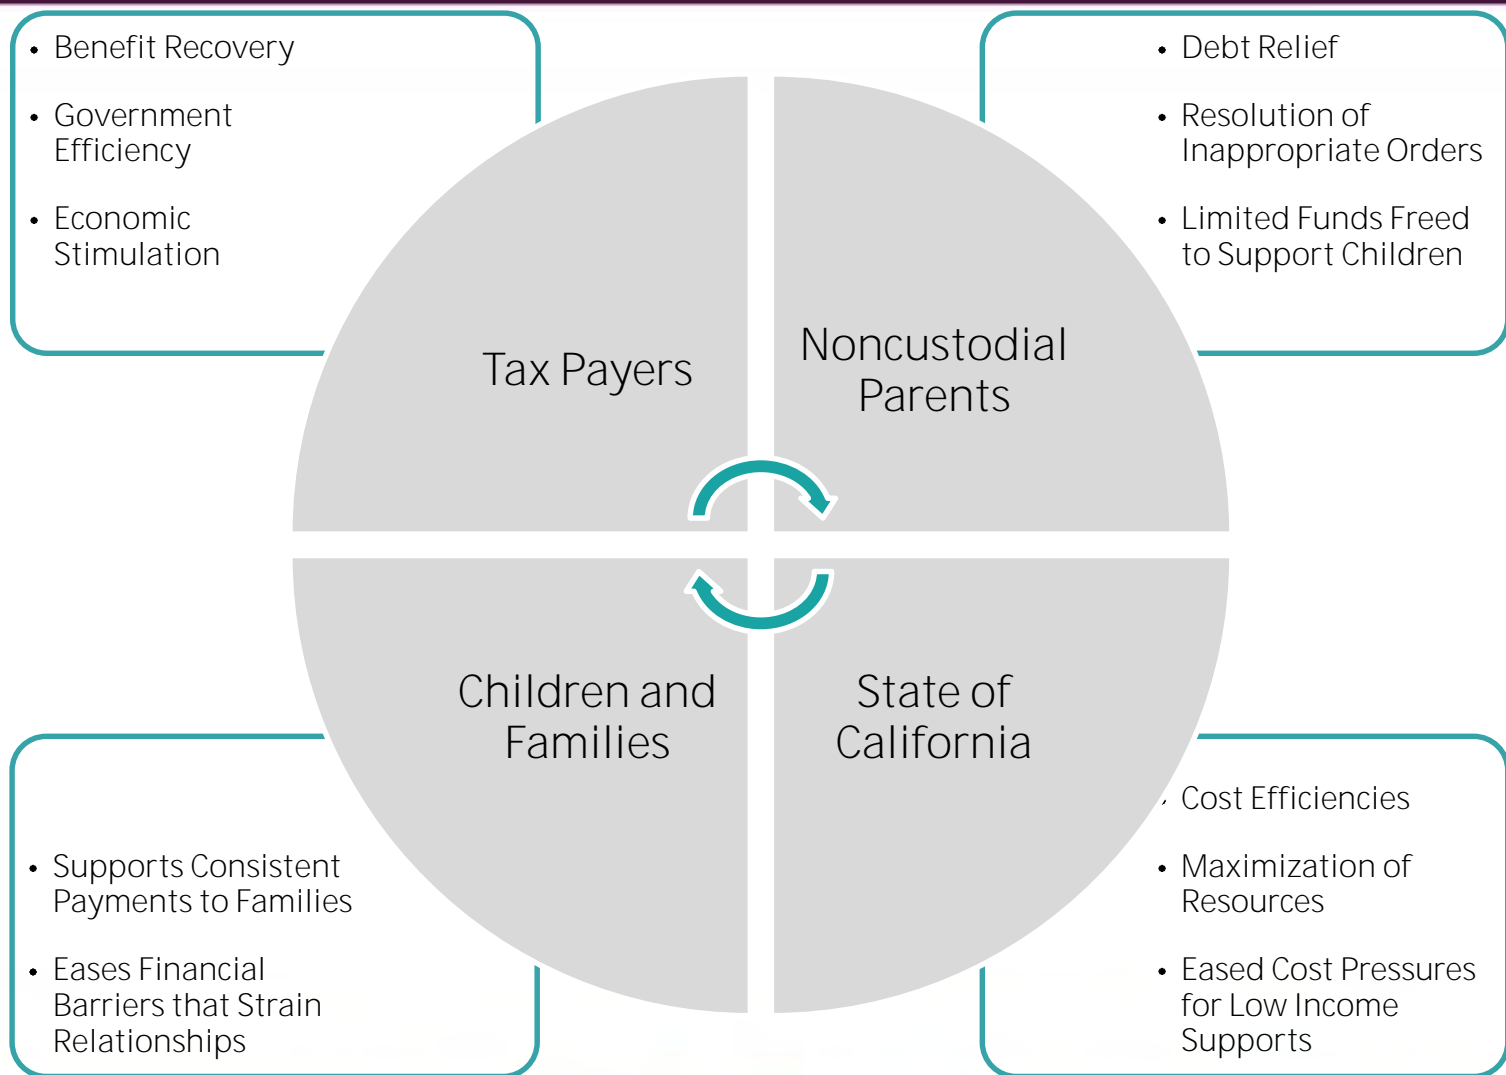 • Benefit Recovery
• Government
Efficiency
• Economic
Stimulation
• Debt Relief
• Resolution of
Inappropriate Orders
• Limited Funds Freed
to Support Children
Tax Payers
Noncustodial
Parents
Children and
Families
State of
California
• Supports Consistent
Payments to Families
• Eases Financial
Barriers that Strain
Relationships
• Cost Efficiencies
• Maximization of
Resources
• Eased Cost Pressures
for Low Income
Supports